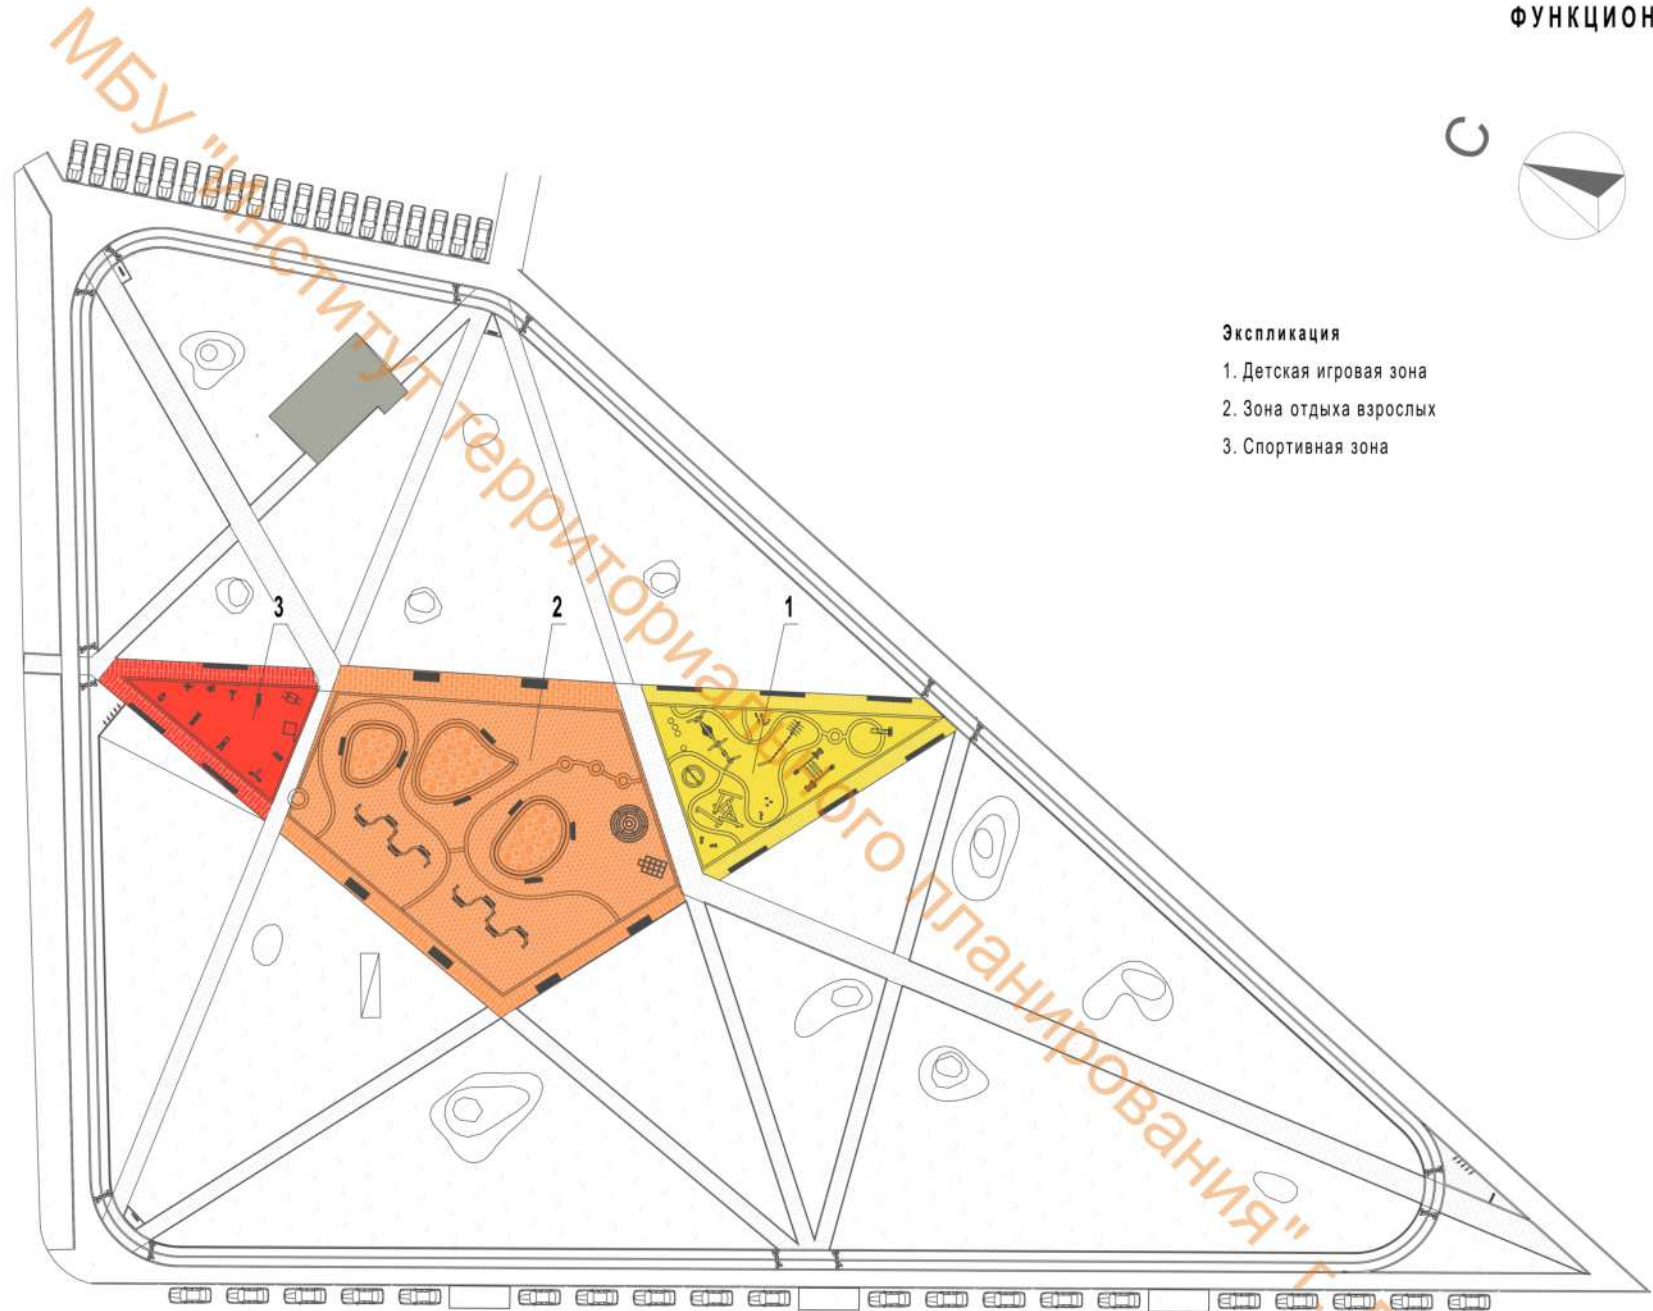 ФУНКЦИОН
С
Экспликация
1. Детская игровая зона
2. Зона отдыха взрослых
3. Спортивная зона
3
2
1
МБУ "Институт территориального планирования" г.